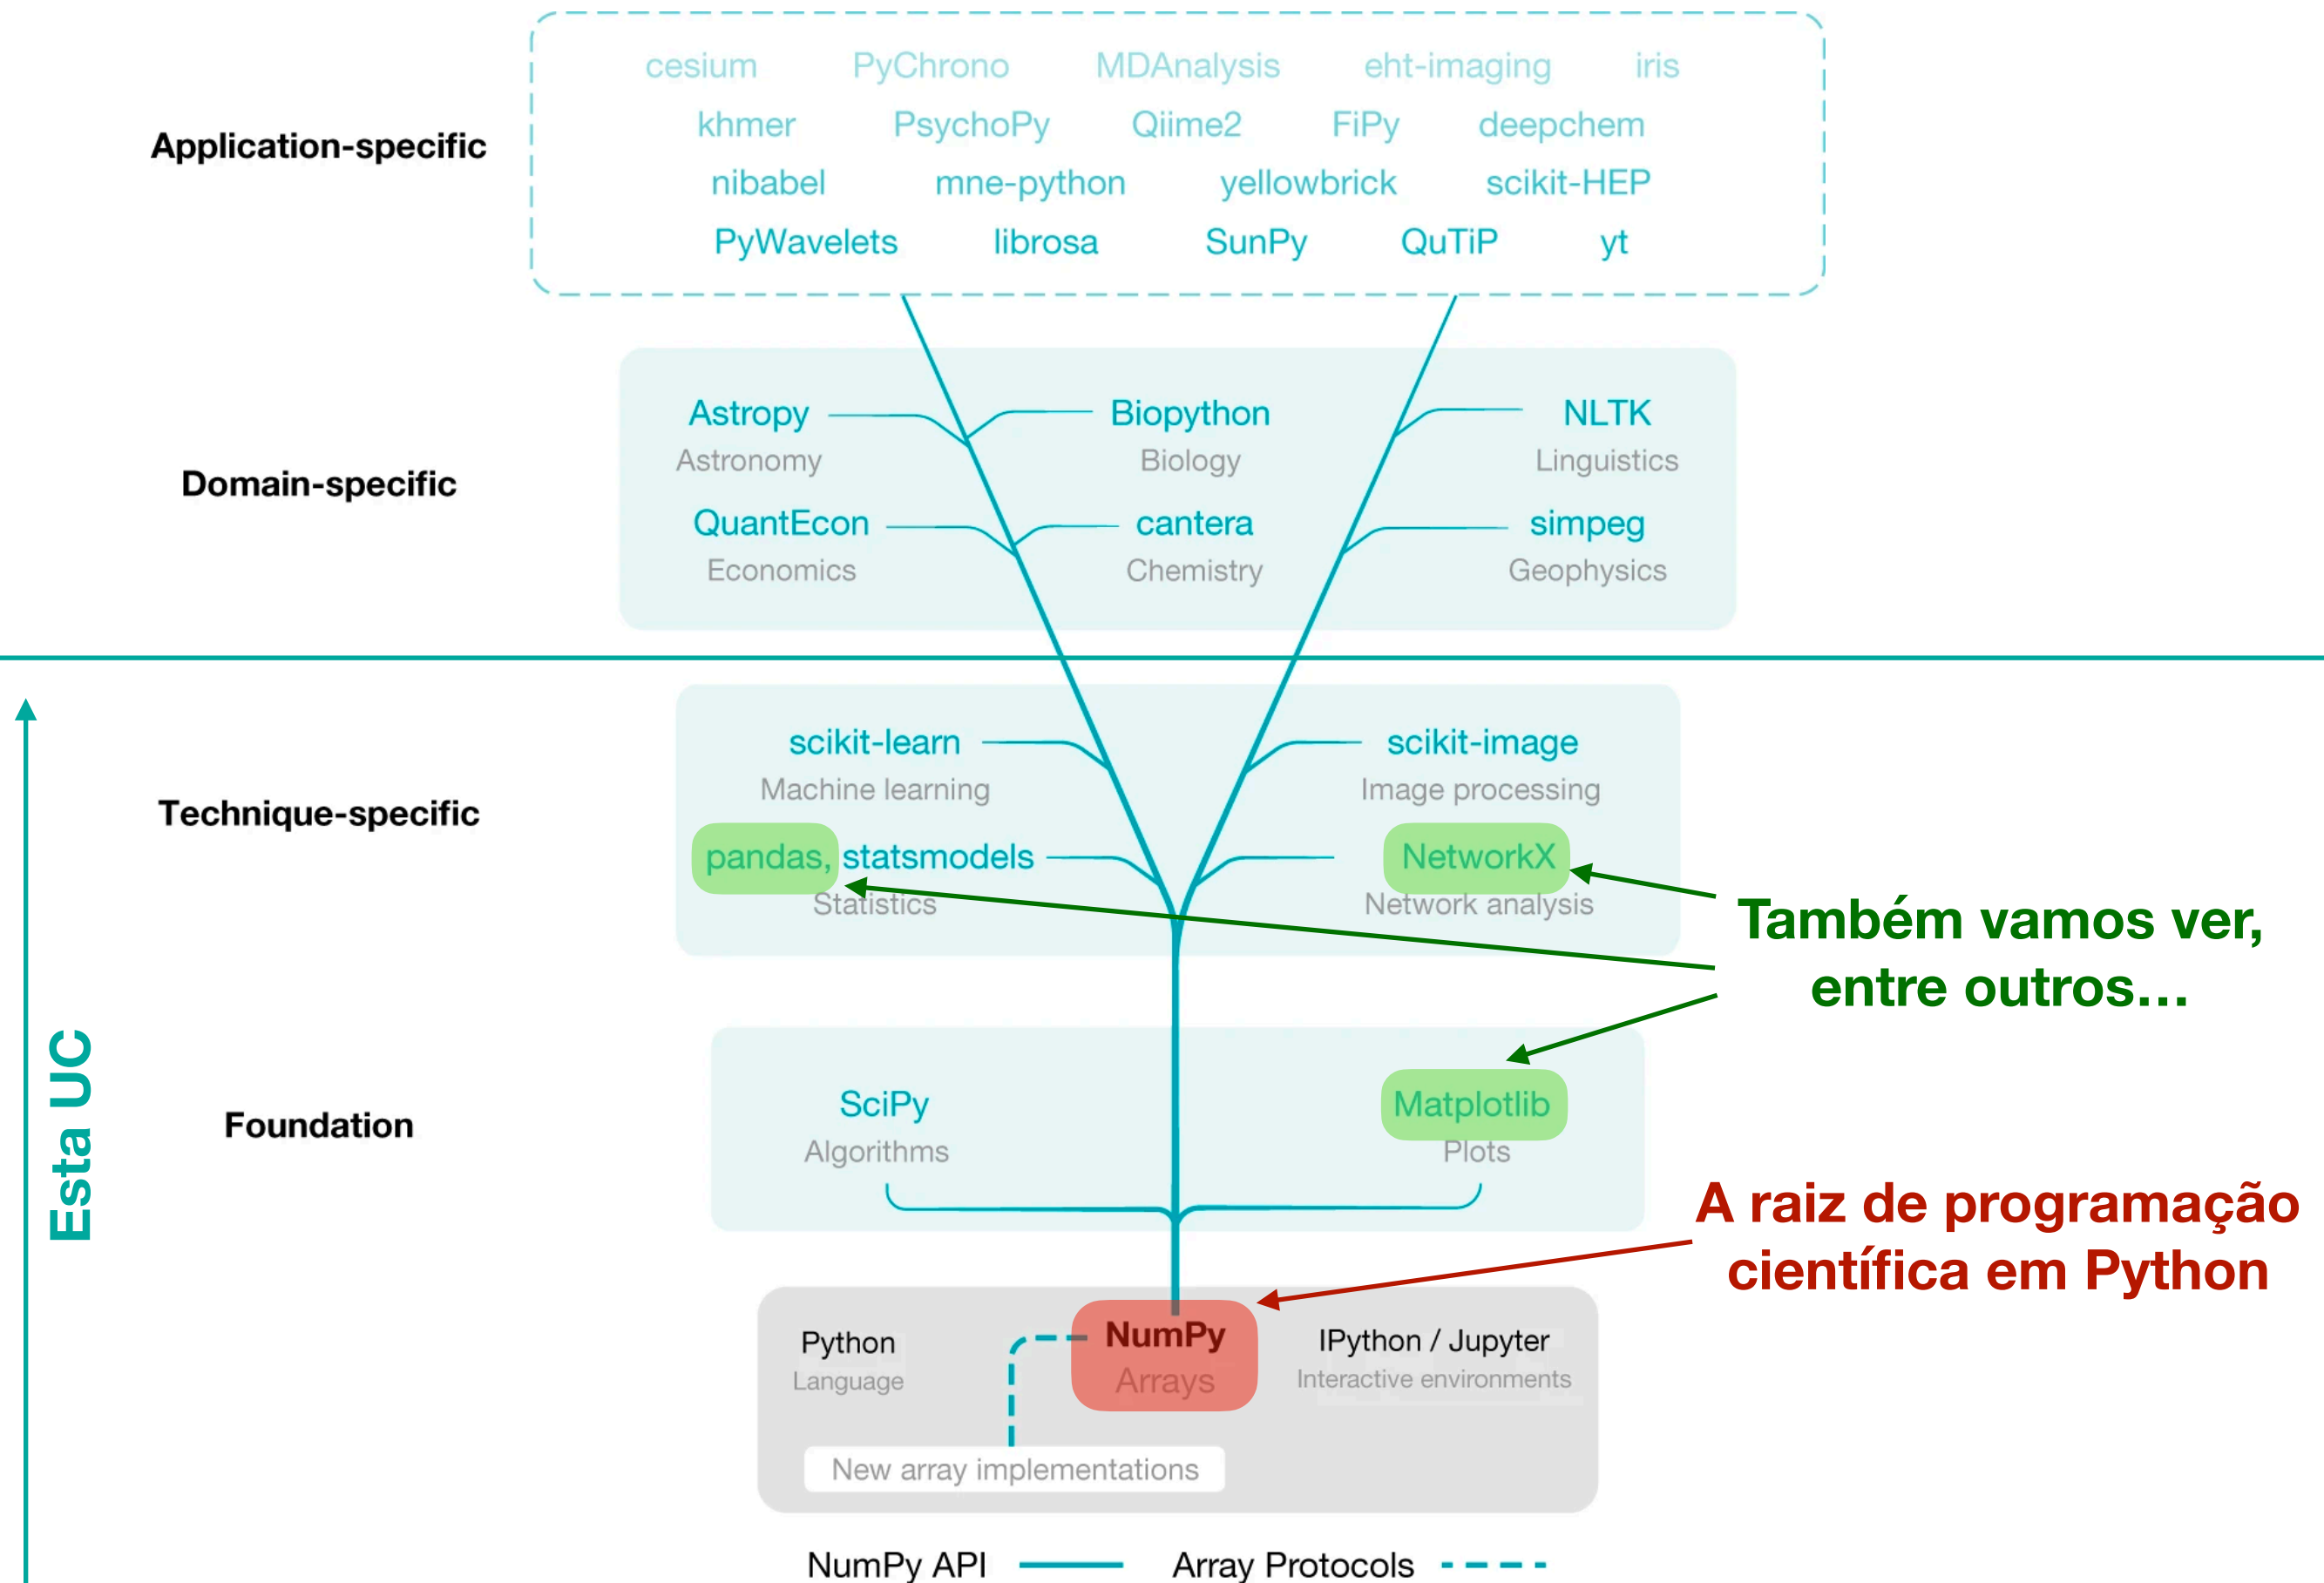 cesium PyChrono MDAnalysis eht-imaging iris
khmer PsychoPy Qiime2 FiPy deepchem
Application-specific
nibabel mne-python yellowbrick scikit-HEP
PyWavelets librosa SunPy QuTiP yt
Astropy Biopython NLTK
Astronomy Biology Linguistics
Domain-specific
QuantEcon cantera simpeg
Economics Chemistry Geophysics
scikit-learn scikit-image
Machine learning Image processing
Technique-specific
pandas, statsmodels NetworkX
Statistics Network analysis
Também vamos ver,
entre outros...
Esta UC
Foundation
SciPy Matplotlib
Algorithms Plots
A raiz de programação
científica em Python
Python NumPy IPython / Jupyter
Language Arrays Interactive environments
New array implementations
NumPy API Array Protocols